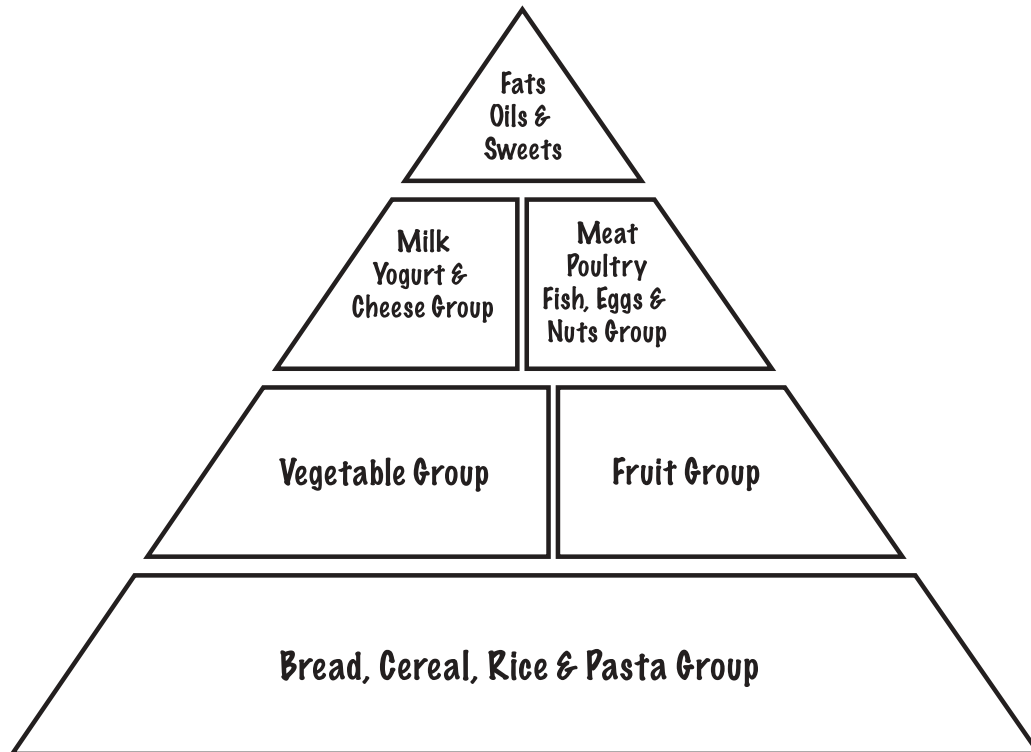 Fats
Oils &
Sweets
Milk
Yogurt &
Cheese Group
Meat
Poultry
Fish, Eggs &
Nuts Group
Vegetable Group
Fruit Group
Bread, Cereal, Rice & Pasta Group